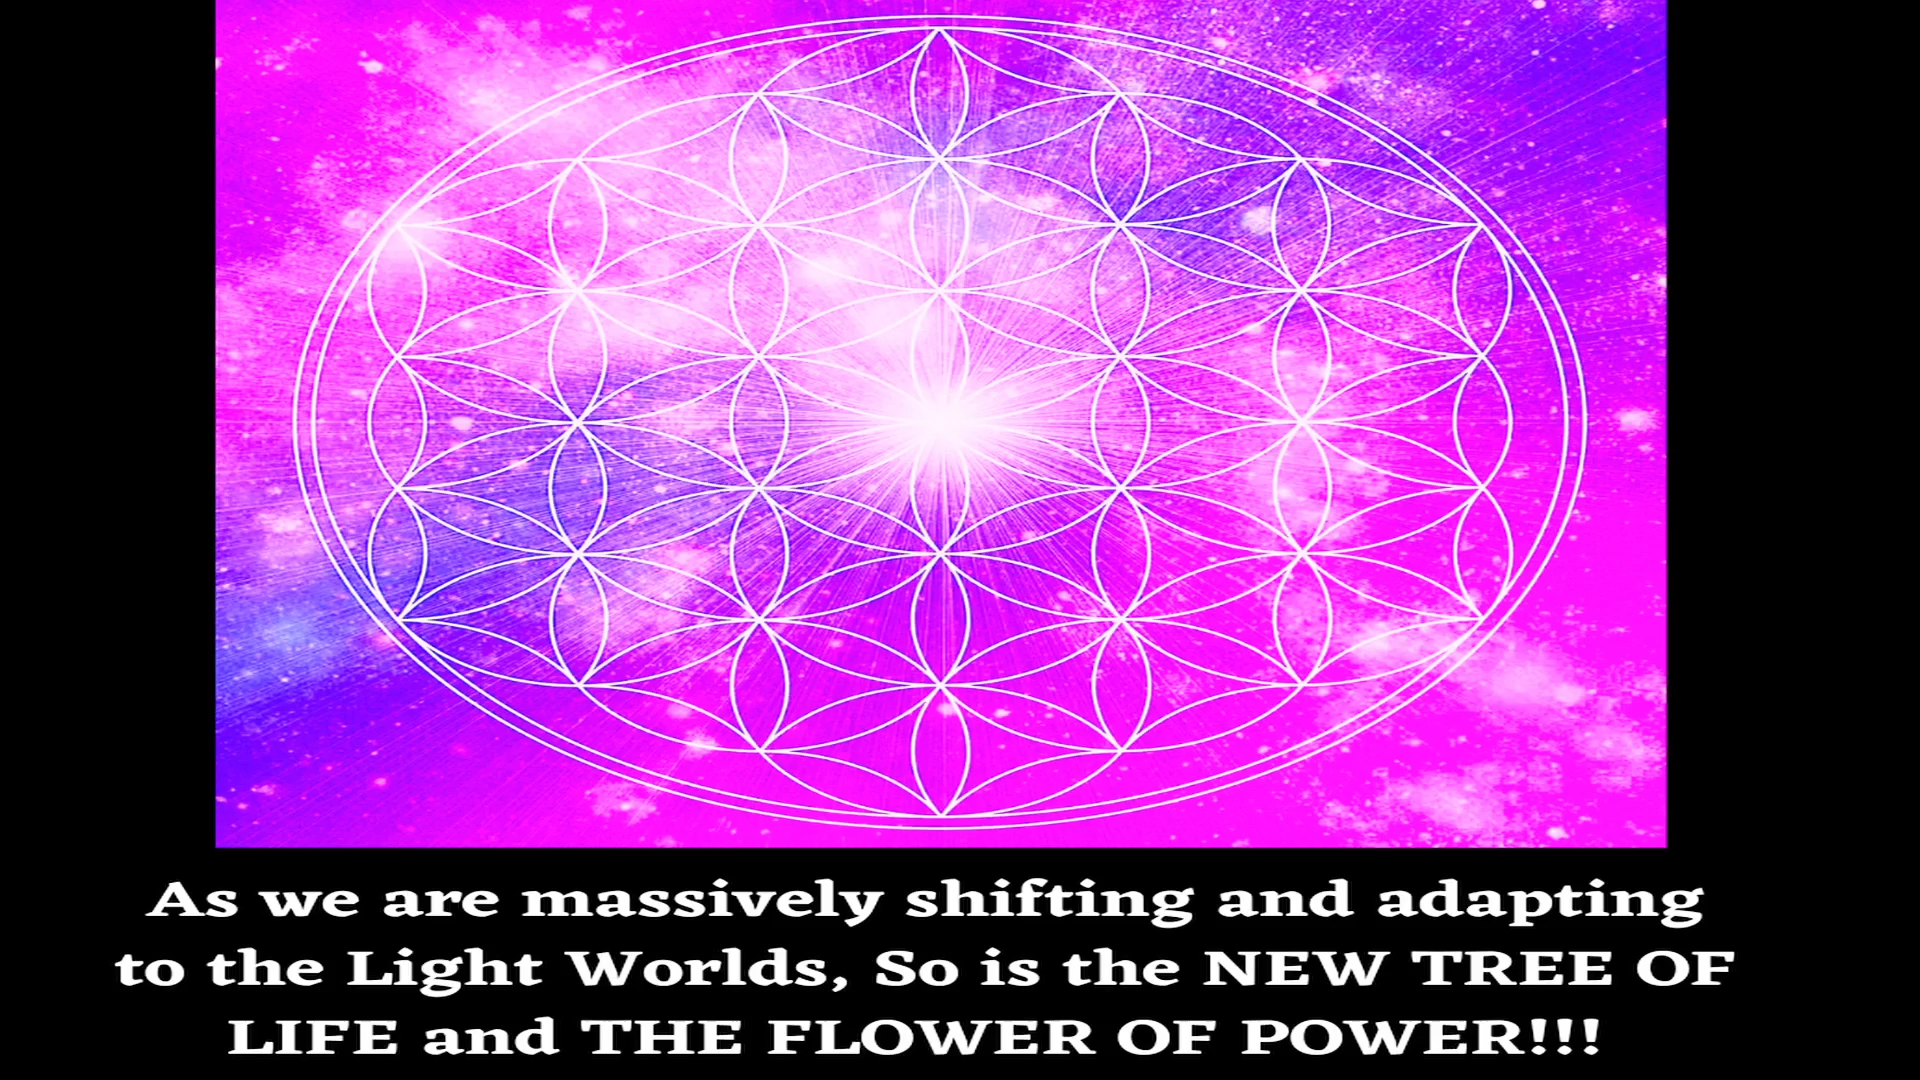 As we are massively shifting and adapting
to the Light Worlds, So is the NEW TREE OF
LIFE and THE FLOWER OF POWER!!!